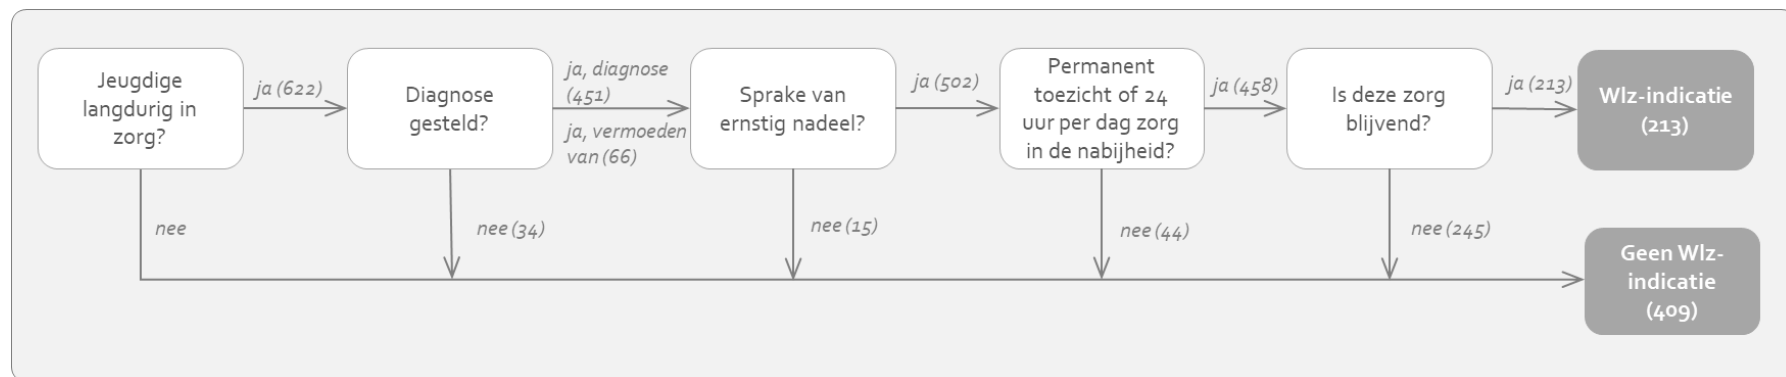 Jeugdige
langdurig in
zorg?
ja (622)
Diagnose
gesteld?
ja, diagnose
(451)
ja, vermoeden
van (66)
Sprake van
ernstig nadeel?
ja (502)
Permanent
toezicht of 24
uur per dag zorg
in de nabijheid?
ja (458)
Is deze zorg
blijvend?
ja (213)
Wlz-indicatie
(213)
nee
nee (34)
nee (15)
nee (44)
nee (245)
Geen Wlz-
indicatie
(409)